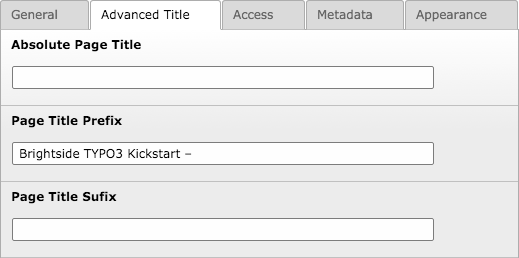 General Advanced Title Access Metadata Appearance
Absolute Page Title
Page Title Prefix
Brightside TYPO3 Kickstart –
Page Title Sufix